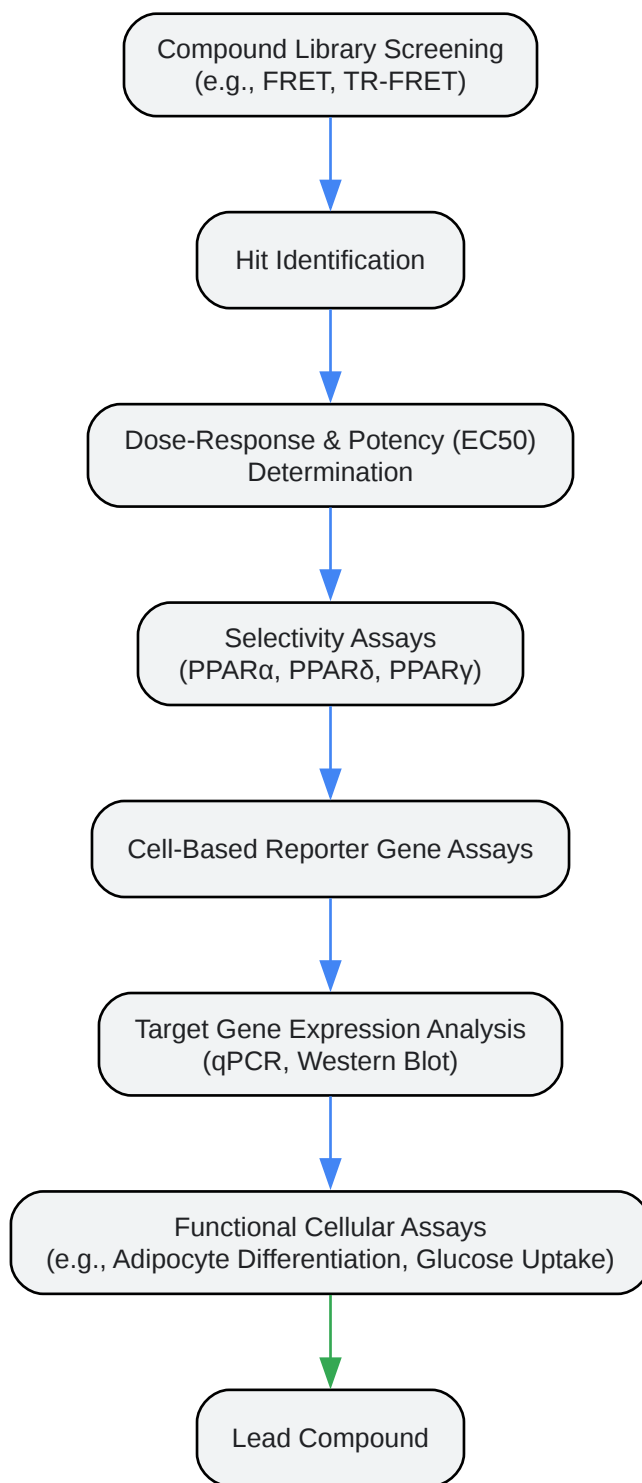 Compound Library Screening
(e.g., FRET, TR-FRET)
Hit Identification
Dose-Response & Potency (EC50)
Determination
Selectivity Assays
(PPARα, PPARδ, PPARγ)
Cell-Based Reporter Gene Assays
Target Gene Expression Analysis
(qPCR, Western Blot)
Functional Cellular Assays
(e.g., Adipocyte Differentiation, Glucose Uptake)
Lead Compound